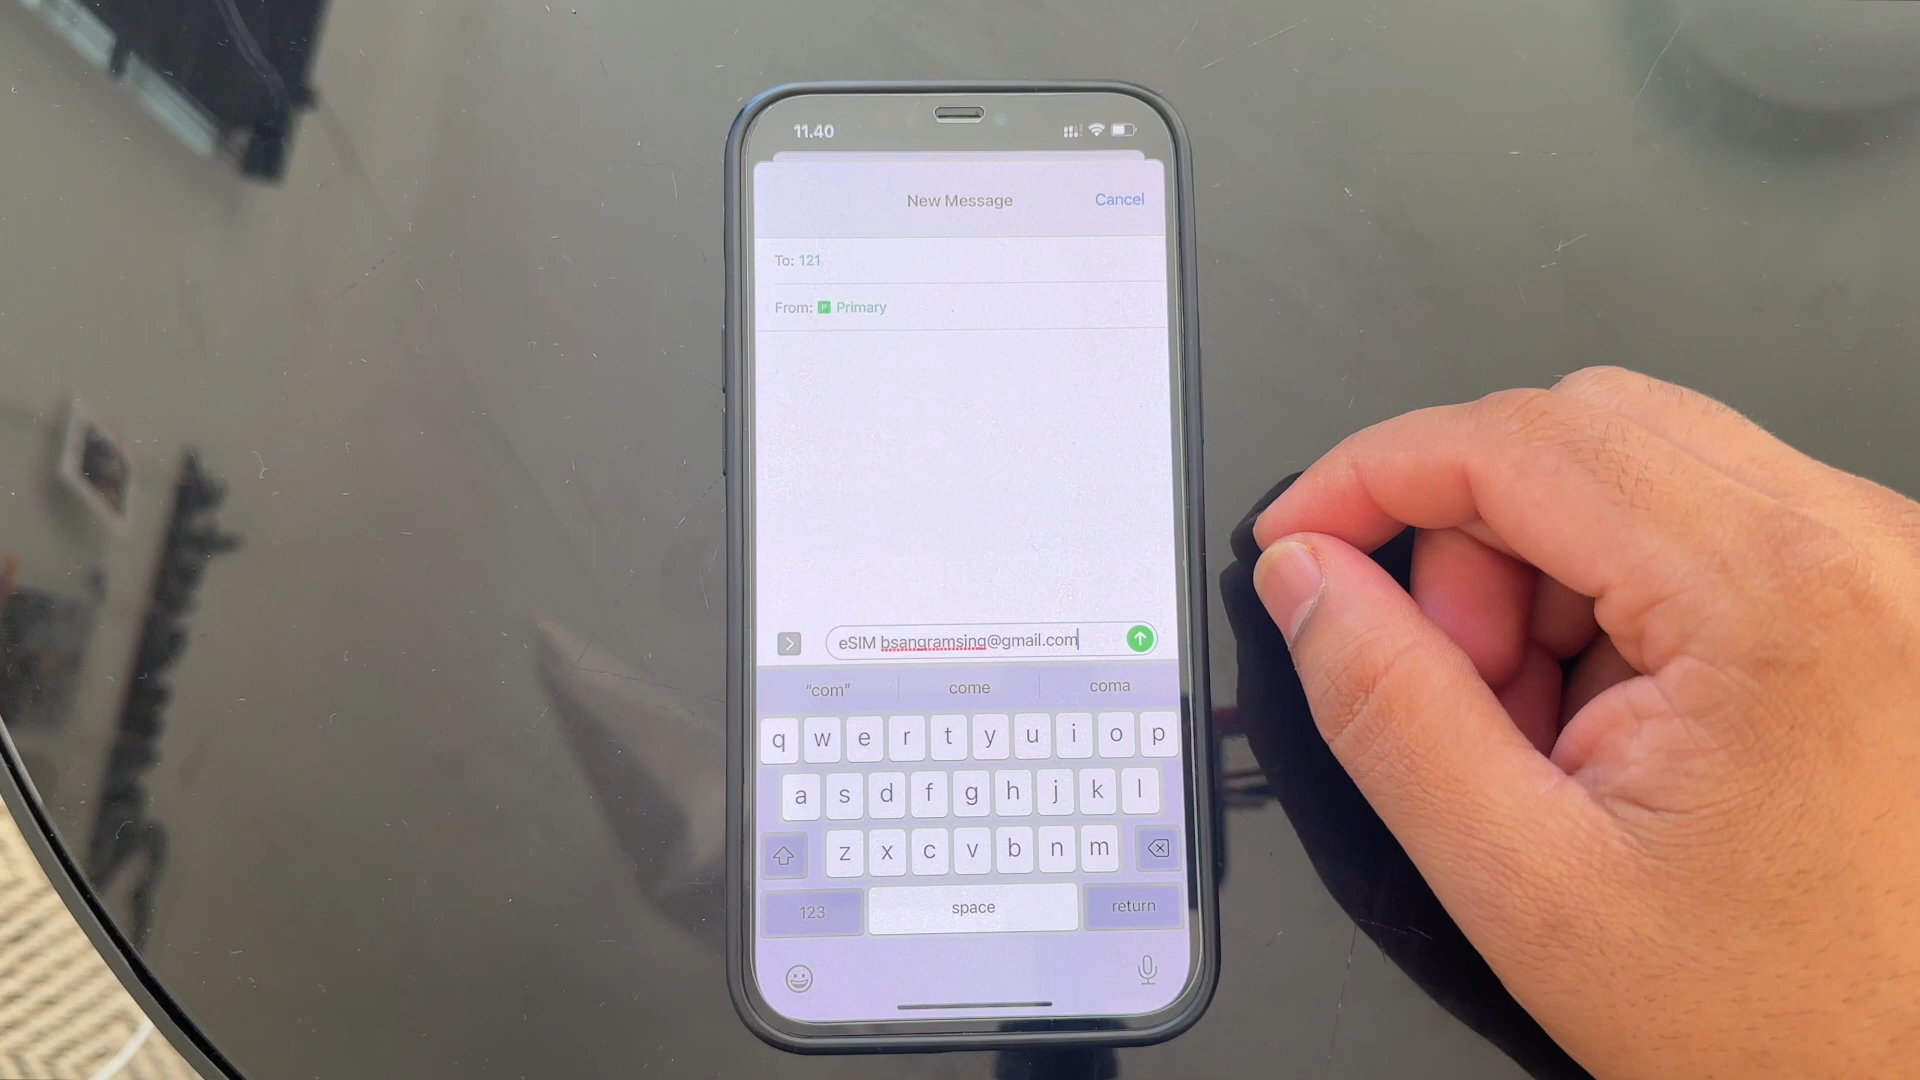 11.40
New Message Cancel
To: 121
From: P Primary
eSIM bsangramsing@gmail.com
"com" come coma
q w e r t y u i o p
a s d f g h j k l
z x c v b n m
123 space return